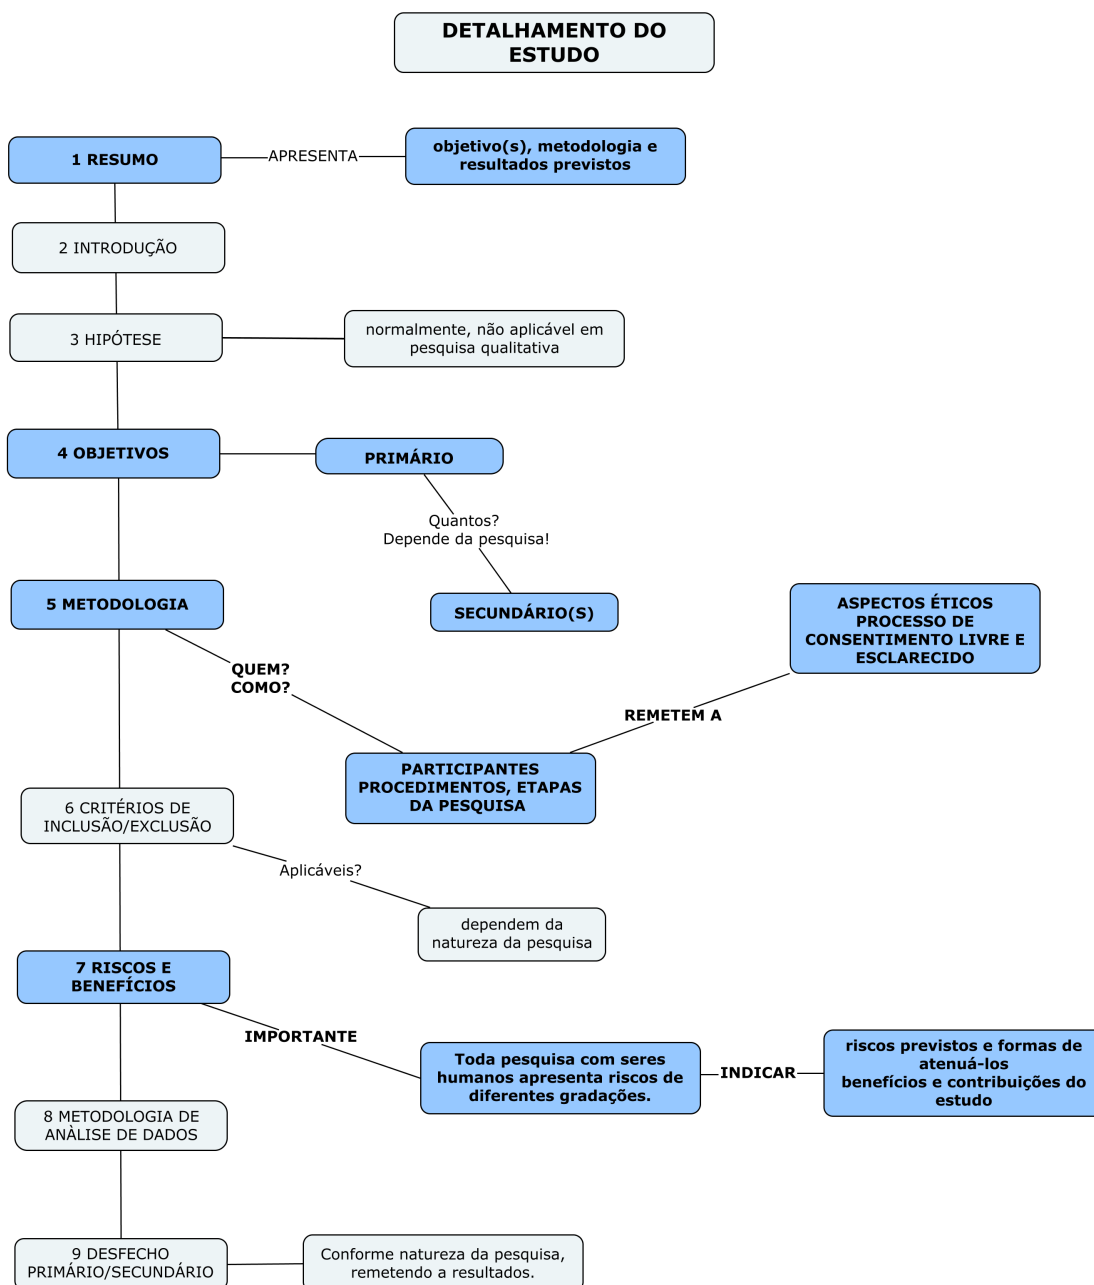 DETALHAMENTO DO
ESTUDO
1 RESUMO
APRESENTA
objetivo(s), metodologia e
resultados previstos
2 INTRODUÇÃO
3 HIPÓTESE
normalmente, não aplicável em
pesquisa qualitativa
4 OBJETIVOS
PRIMÁRIO
Quantos?
Depende da pesquisa!
SECUNDÁRIO(S)
5 METODOLOGIA
QUEM?
COMO?
PARTICIPANTES
PROCEDIMENTOS, ETAPAS
DA PESQUISA
REMETEM A
ASPECTOS ÉTICOS
PROCESSO DE
CONSENTIMENTO LIVRE E
ESCLARECIDO
6 CRITÉRIOS DE
INCLUSÃO/EXCLUSÃO
Aplicáveis?
dependem da
natureza da pesquisa
7 RISCOS E
BENEFÍCIOS
IMPORTANTE
Toda pesquisa com seres
humanos apresenta riscos de
diferentes gradações.
INDICAR
riscos previstos e formas de
atenuá-los
benefícios e contribuições do
estudo
8 METODOLOGIA DE
ANÀLISE DE DADOS
9 DESFECHO
PRIMÁRIO/SECUNDÁRIO
Conforme natureza da pesquisa,
remetendo a resultados.